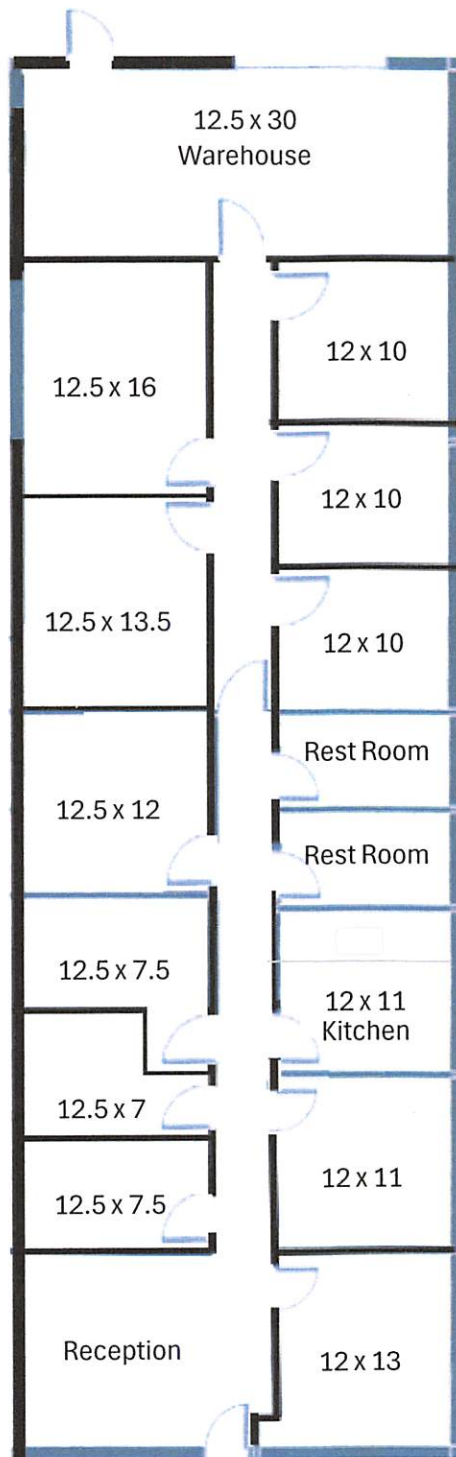 12.5 x 30
Warehouse
12.5 x 16
12 x 10
12 x 10
12.5 x 13.5
12 x 10
Rest Room
12.5 x 12
Rest Room
12.5 x 7.5
12 x 11
Kitchen
12.5 x 7
12 x 11
12.5 x 7.5
Reception
12 x 13